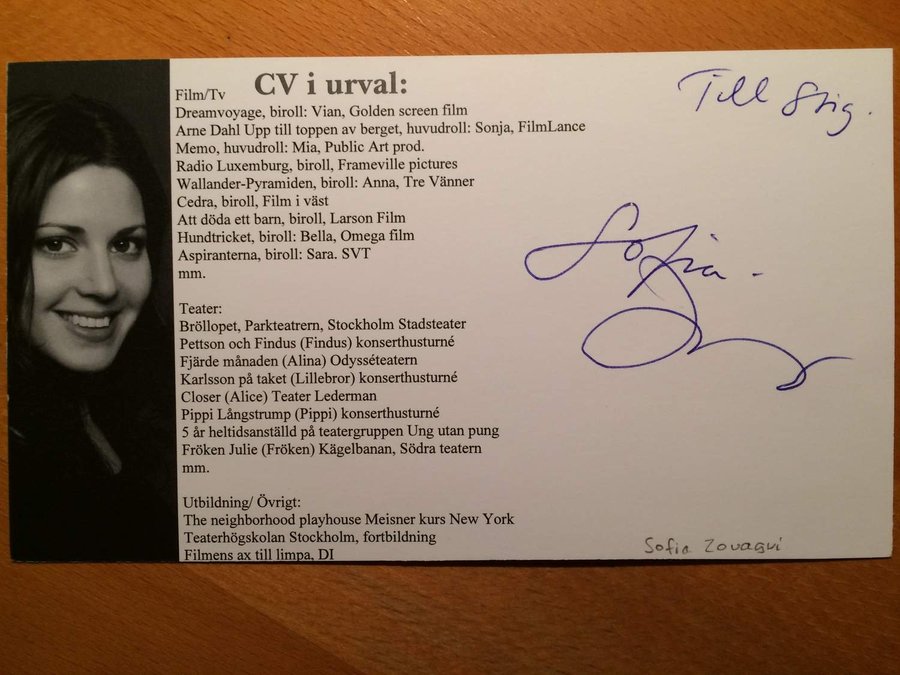 CV i urval:
Film/Tv
Dreamvoyage, biroll: Vian, Golden screen film
Arne Dahl Upp till toppen av berget, huvudroll: Sonja, FilmLance
Memo, huvudroll: Mia, Public Art prod.
Radio Luxemburg, biroll, Frameville pictures
Wallander-Pyramiden, biroll: Anna, Tre Vänner
Cedra, biroll, Film i väst
Att döda ett barn, biroll, Larson Film
Hundtricket, biroll: Bella, Omega film
Aspiranterna, biroll: Sara. SVT
mm.
Teater:
Bröllopet, Parkteatrern, Stockholm Stadsteater
Pettson och Findus (Findus) konserthusturné
Fjärde månaden (Alina) Odysséteatern
Karlsson på taket (Lillebror) konserthusturné
Closer (Alice) Teater Lederman
Pippi Långstrump (Pippi) konserthusturné
5 år heltidsanställd på teatergruppen Ung utan pung
Fröken Julie (Fröken) Kägelbanan, Södra teatern
mm.
Utbildning/ Övrigt:
The neighborhood playhouse Meisner kurs New York
Teaterhögskolan Stockholm, fortbildning
Filmens ax till limpa, DI
Till Stig.
Sofia
Sofia Zouagui